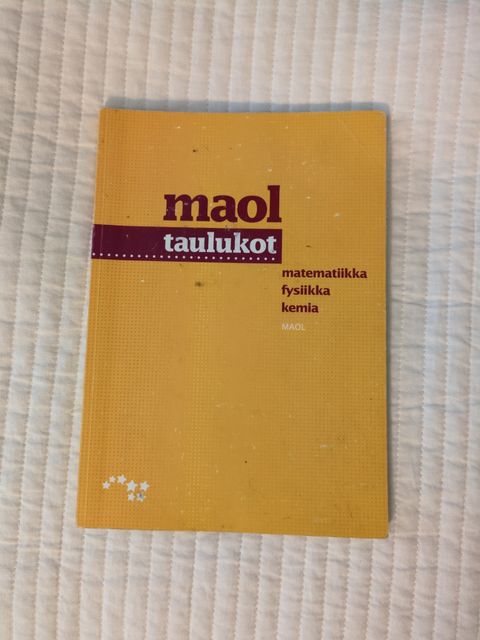 maol
taulukot
matematiikka
fysiikka
kemia
MAOL